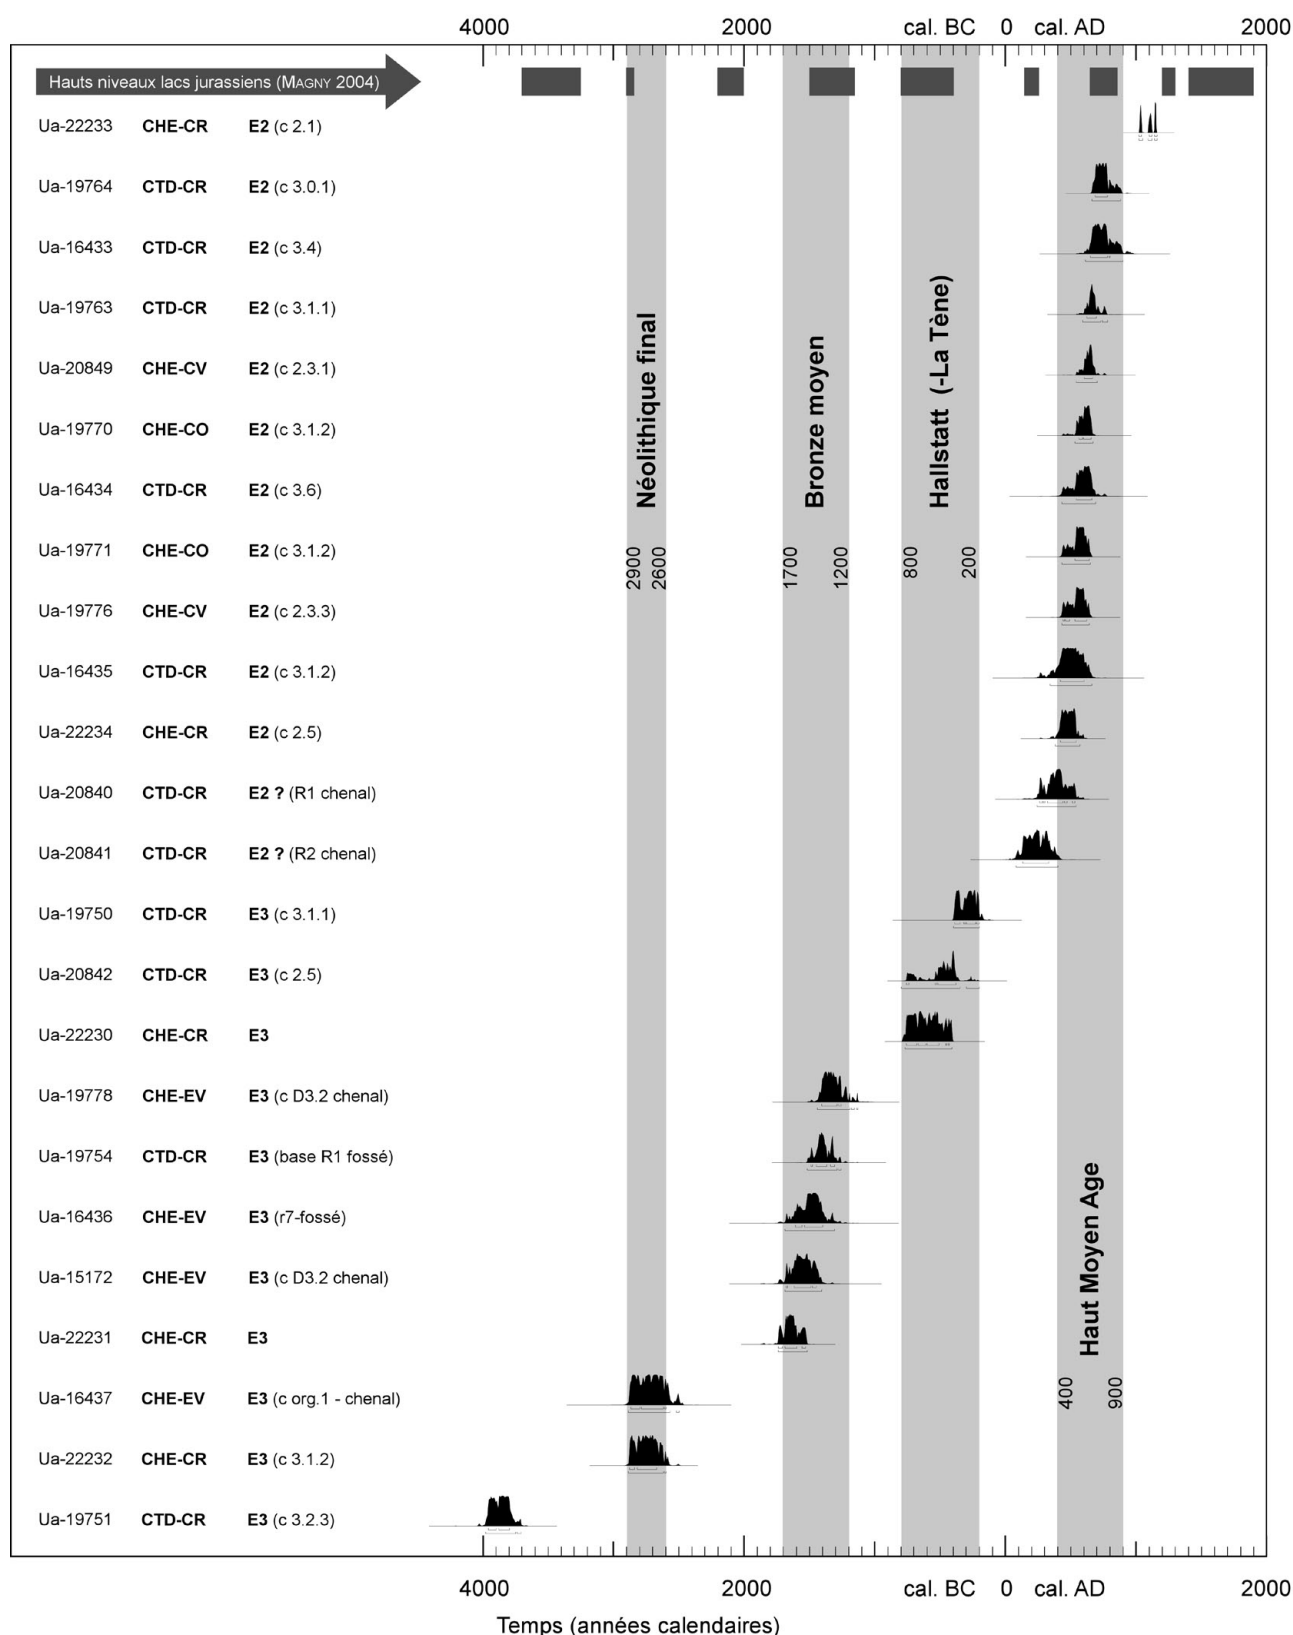 4000 2000 cal. BC 0 cal. AD 2000
Hauts niveaux lacs jurassiens (MAGNY 2004)
Ua-22233 CHE-CR E2 (c 2.1)
Ua-19764 CTD-CR E2 (c 3.0.1)
Ua-16433 CTD-CR E2 (c 3.4)
Ua-19763 CTD-CR E2 (c 3.1.1)
Ua-20849 CHE-CV E2 (c 2.3.1)
Ua-19770 CHE-CO E2 (c 3.1.2)
Ua-16434 CTD-CR E2 (c 3.6)
Ua-19771 CHE-CO E2 (c 3.1.2)
Ua-19776 CHE-CV E2 (c 2.3.3)
Ua-16435 CTD-CR E2 (c 3.1.2)
Ua-22234 CHE-CR E2 (c 2.5)
Ua-20840 CTD-CR E2 ? (R1 chenal)
Ua-20841 CTD-CR E2 ? (R2 chenal)
Ua-19750 CTD-CR E3 (c 3.1.1)
Ua-20842 CTD-CR E3 (c 2.5)
Ua-22230 CHE-CR E3
Ua-19778 CHE-EV E3 (c D3.2 chenal)
Ua-19754 CTD-CR E3 (base R1 fossé)
Ua-16436 CHE-EV E3 (r7-fossé)
Ua-15172 CHE-EV E3 (c D3.2 chenal)
Ua-22231 CHE-CR E3
Ua-16437 CHE-EV E3 (c org.1 - chenal)
Ua-22232 CHE-CR E3 (c 3.1.2)
Ua-19751 CTD-CR E3 (c 3.2.3)
Néolithique final
2900
2600
Bronze moyen
1700
1200
Hallstatt (-La Tène)
800
200
Haut Moyen Age
400
900
4000 2000 cal. BC 0 cal. AD 2000
Temps (années calendaires)